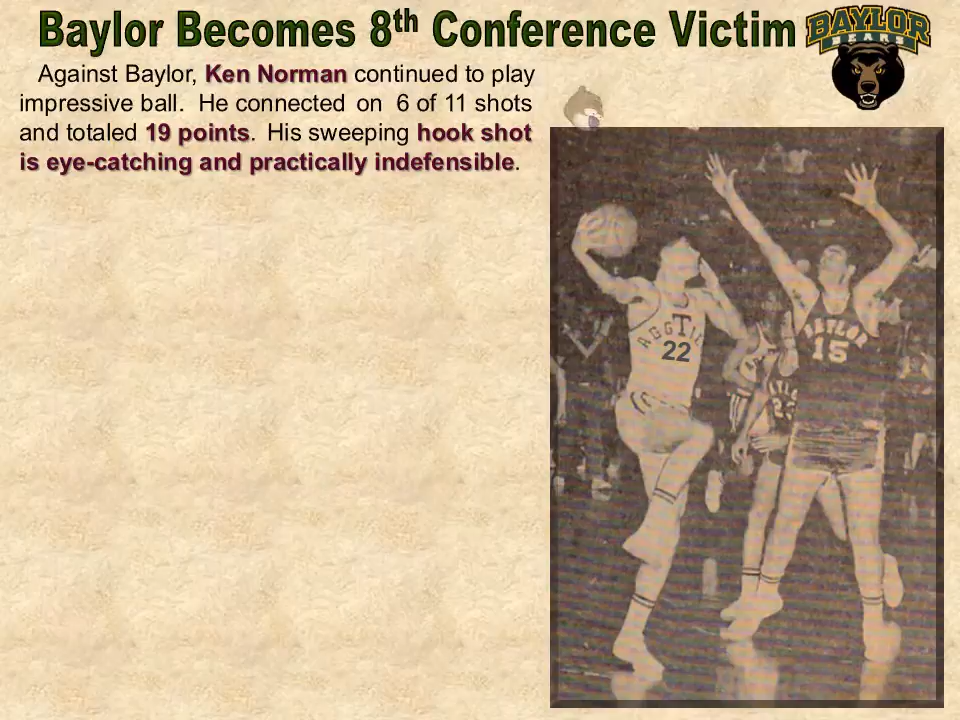 Baylor Becomes 8th Conference Victim
BAYLOR
BEARS
Against Baylor, Ken Norman continued to play
impressive ball. He connected on 6 of 11 shots
and totaled 19 points. His sweeping hook shot
is eye-catching and practically indefensible.
AGGIE
T
22
BAYLOR
15
22